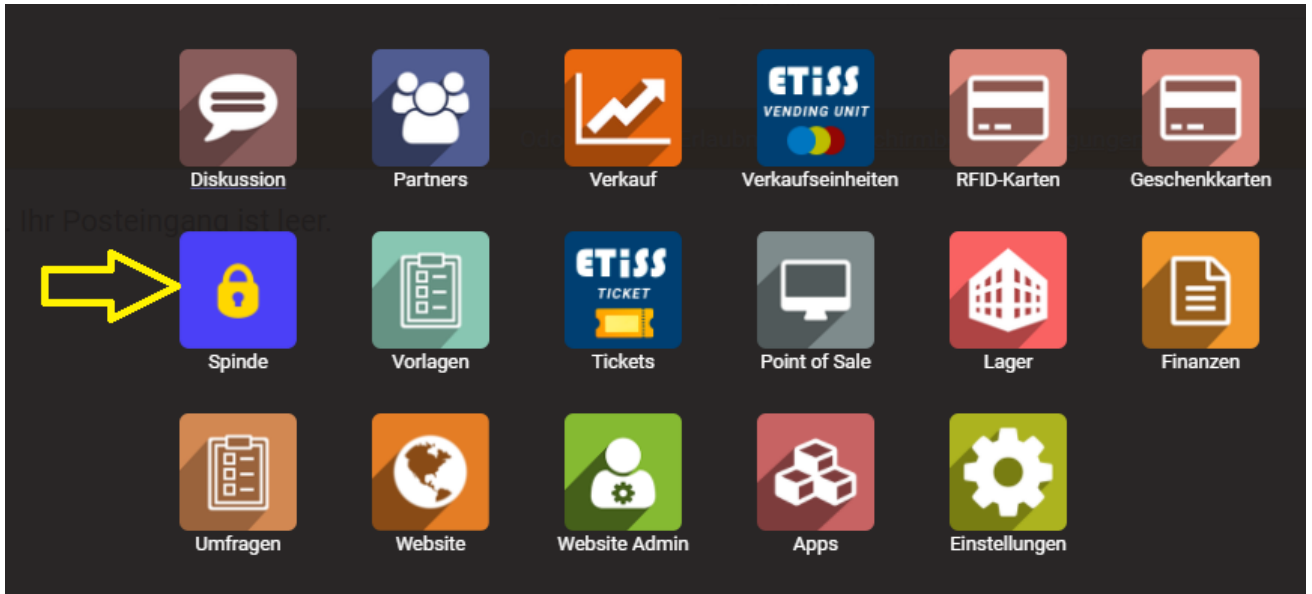 ETiSS
VENDING UNIT
Diskussion
Partners
Verkauf
Verkaufseinheiten
RFID-Karten
Geschenkkarten
. Ihr Posteingang ist leer.
ETiSS
TICKET
Spinde
Vorlagen
Tickets
Point of Sale
Lager
Finanzen
Umfragen
Website
Website Admin
Apps
Einstellungen